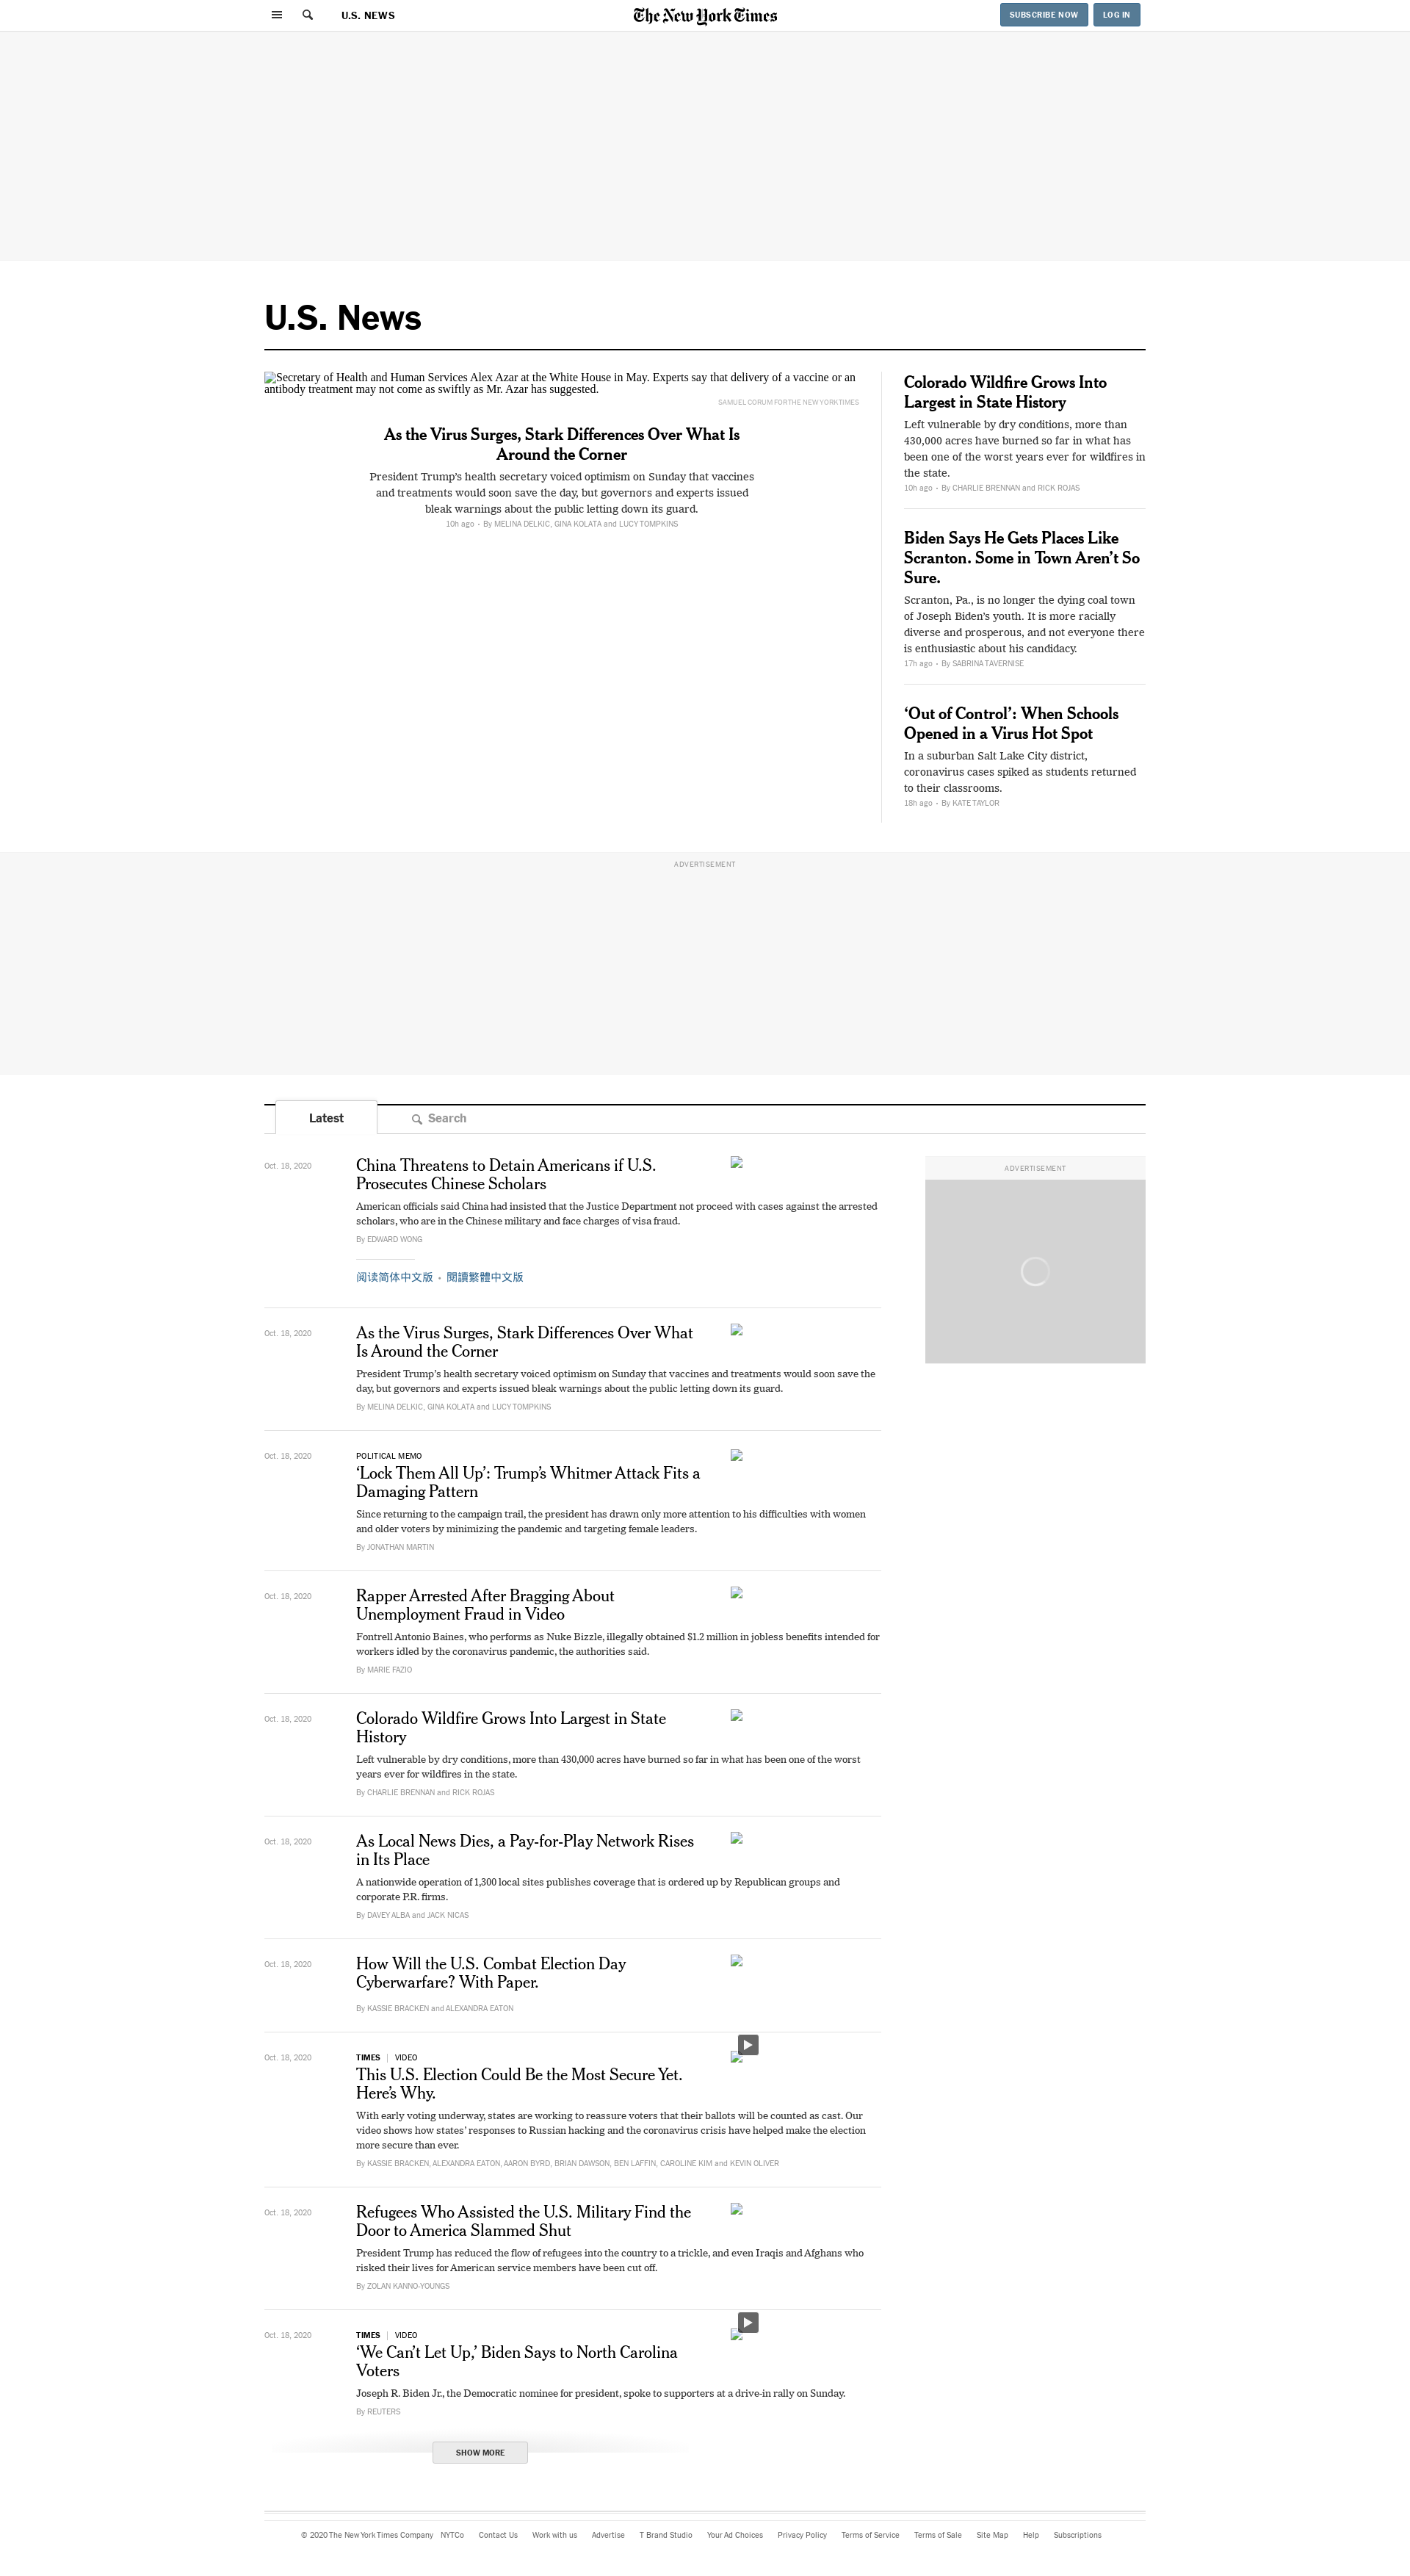 U.S. NEWS
The New York Times
SUBSCRIBE NOW
LOG IN
U.S. News
Secretary of Health and Human Services Alex Azar at the White House in May. Experts say that delivery of a vaccine or an
antibody treatment may not come as swiftly as Mr. Azar has suggested.
SAMUEL CORUM FOR THE NEW YORK TIMES
As the Virus Surges, Stark Differences Over What Is
Around the Corner
President Trump’s health secretary voiced optimism on Sunday that vaccines
and treatments would soon save the day, but governors and experts issued
bleak warnings about the public letting down its guard.
10h ago • By MELINA DELKIC, GINA KOLATA and LUCY TOMPKINS
Colorado Wildfire Grows Into
Largest in State History
Left vulnerable by dry conditions, more than
430,000 acres have burned so far in what has
been one of the worst years ever for wildfires in
the state.
10h ago • By CHARLIE BRENNAN and RICK ROJAS
Biden Says He Gets Places Like
Scranton. Some in Town Aren’t So
Sure.
Scranton, Pa., is no longer the dying coal town
of Joseph Biden’s youth. It is more racially
diverse and prosperous, and not everyone there
is enthusiastic about his candidacy.
17h ago • By SABRINA TAVERNISE
‘Out of Control’: When Schools
Opened in a Virus Hot Spot
In a suburban Salt Lake City district,
coronavirus cases spiked as students returned
to their classrooms.
18h ago • By KATE TAYLOR
ADVERTISEMENT
Latest
Search
Oct. 18, 2020
China Threatens to Detain Americans if U.S.
Prosecutes Chinese Scholars
American officials said China had insisted that the Justice Department not proceed with cases against the arrested
scholars, who are in the Chinese military and face charges of visa fraud.
By EDWARD WONG
阅读简体中文版 • 閱讀繁體中文版
ADVERTISEMENT
Oct. 18, 2020
As the Virus Surges, Stark Differences Over What
Is Around the Corner
President Trump’s health secretary voiced optimism on Sunday that vaccines and treatments would soon save the
day, but governors and experts issued bleak warnings about the public letting down its guard.
By MELINA DELKIC, GINA KOLATA and LUCY TOMPKINS
Oct. 18, 2020
POLITICAL MEMO
‘Lock Them All Up’: Trump’s Whitmer Attack Fits a
Damaging Pattern
Since returning to the campaign trail, the president has drawn only more attention to his difficulties with women
and older voters by minimizing the pandemic and targeting female leaders.
By JONATHAN MARTIN
Oct. 18, 2020
Rapper Arrested After Bragging About
Unemployment Fraud in Video
Fontrell Antonio Baines, who performs as Nuke Bizzle, illegally obtained $1.2 million in jobless benefits intended for
workers idled by the coronavirus pandemic, the authorities said.
By MARIE FAZIO
Oct. 18, 2020
Colorado Wildfire Grows Into Largest in State
History
Left vulnerable by dry conditions, more than 430,000 acres have burned so far in what has been one of the worst
years ever for wildfires in the state.
By CHARLIE BRENNAN and RICK ROJAS
Oct. 18, 2020
As Local News Dies, a Pay-for-Play Network Rises
in Its Place
A nationwide operation of 1,300 local sites publishes coverage that is ordered up by Republican groups and
corporate P.R. firms.
By DAVEY ALBA and JACK NICAS
Oct. 18, 2020
How Will the U.S. Combat Election Day
Cyberwarfare? With Paper.
By KASSIE BRACKEN and ALEXANDRA EATON
Oct. 18, 2020
TIMES | VIDEO
This U.S. Election Could Be the Most Secure Yet.
Here’s Why.
With early voting underway, states are working to reassure voters that their ballots will be counted as cast. Our
video shows how states’ responses to Russian hacking and the coronavirus crisis have helped make the election
more secure than ever.
By KASSIE BRACKEN, ALEXANDRA EATON, AARON BYRD, BRIAN DAWSON, BEN LAFFIN, CAROLINE KIM and KEVIN OLIVER
Oct. 18, 2020
Refugees Who Assisted the U.S. Military Find the
Door to America Slammed Shut
President Trump has reduced the flow of refugees into the country to a trickle, and even Iraqis and Afghans who
risked their lives for American service members have been cut off.
By ZOLAN KANNO-YOUNGS
Oct. 18, 2020
TIMES | VIDEO
‘We Can’t Let Up,’ Biden Says to North Carolina
Voters
Joseph R. Biden Jr., the Democratic nominee for president, spoke to supporters at a drive-in rally on Sunday.
By REUTERS
SHOW MORE
© 2020 The New York Times Company NYTCo Contact Us Work with us Advertise T Brand Studio Your Ad Choices Privacy Policy Terms of Service Terms of Sale Site Map Help Subscriptions